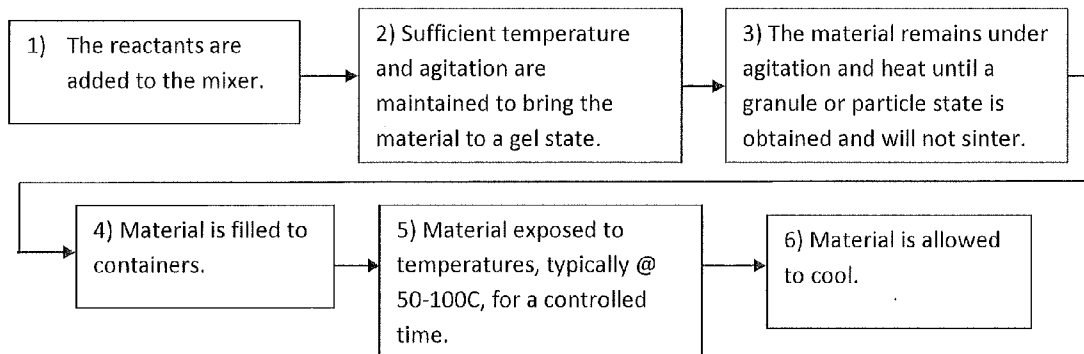 1) The reactants are
added to the mixer.
2) Sufficient temperature
and agitation are
maintained to bring the
material to a gel state.
3) The material remains under
agitation and heat until a
granule or particle state is
obtained and will not sinter.
4) Material is filled to
containers.
5) Material exposed to
temperatures, typically @
50-100C, for a controlled
time.
6) Material is allowed
to cool.